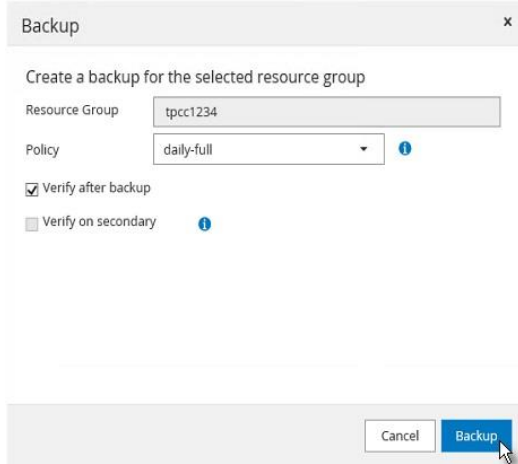 Backup x
Create a backup for the selected resource group
Resource Group tpcc1234
Policy daily-full
Verify after backup
Verify on secondary
Cancel Backup